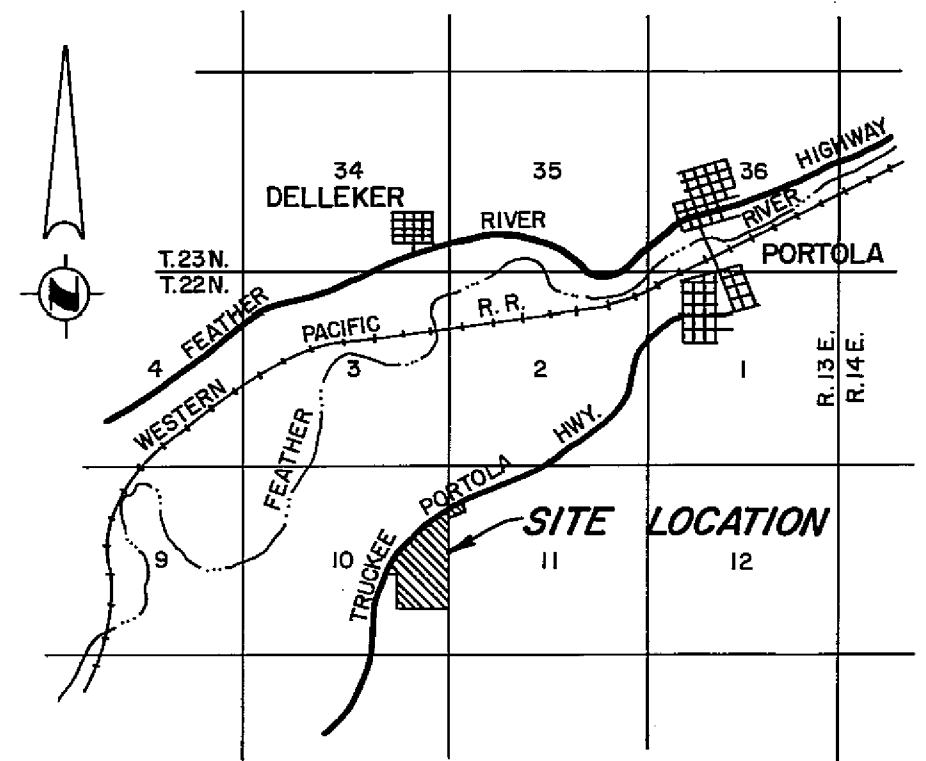 34
35
36
HIGHWAY
DELLEKER
RIVER
RIVER
PORTOLA
T.23N.
T.22N.
FEATHER
PACIFIC
R. R.
4
3
2
1
R.13E.
R.14E.
WESTERN
FEATHER
HWY.
PORTOLA
TRUCKEE
SITE LOCATION
9
10
11
12